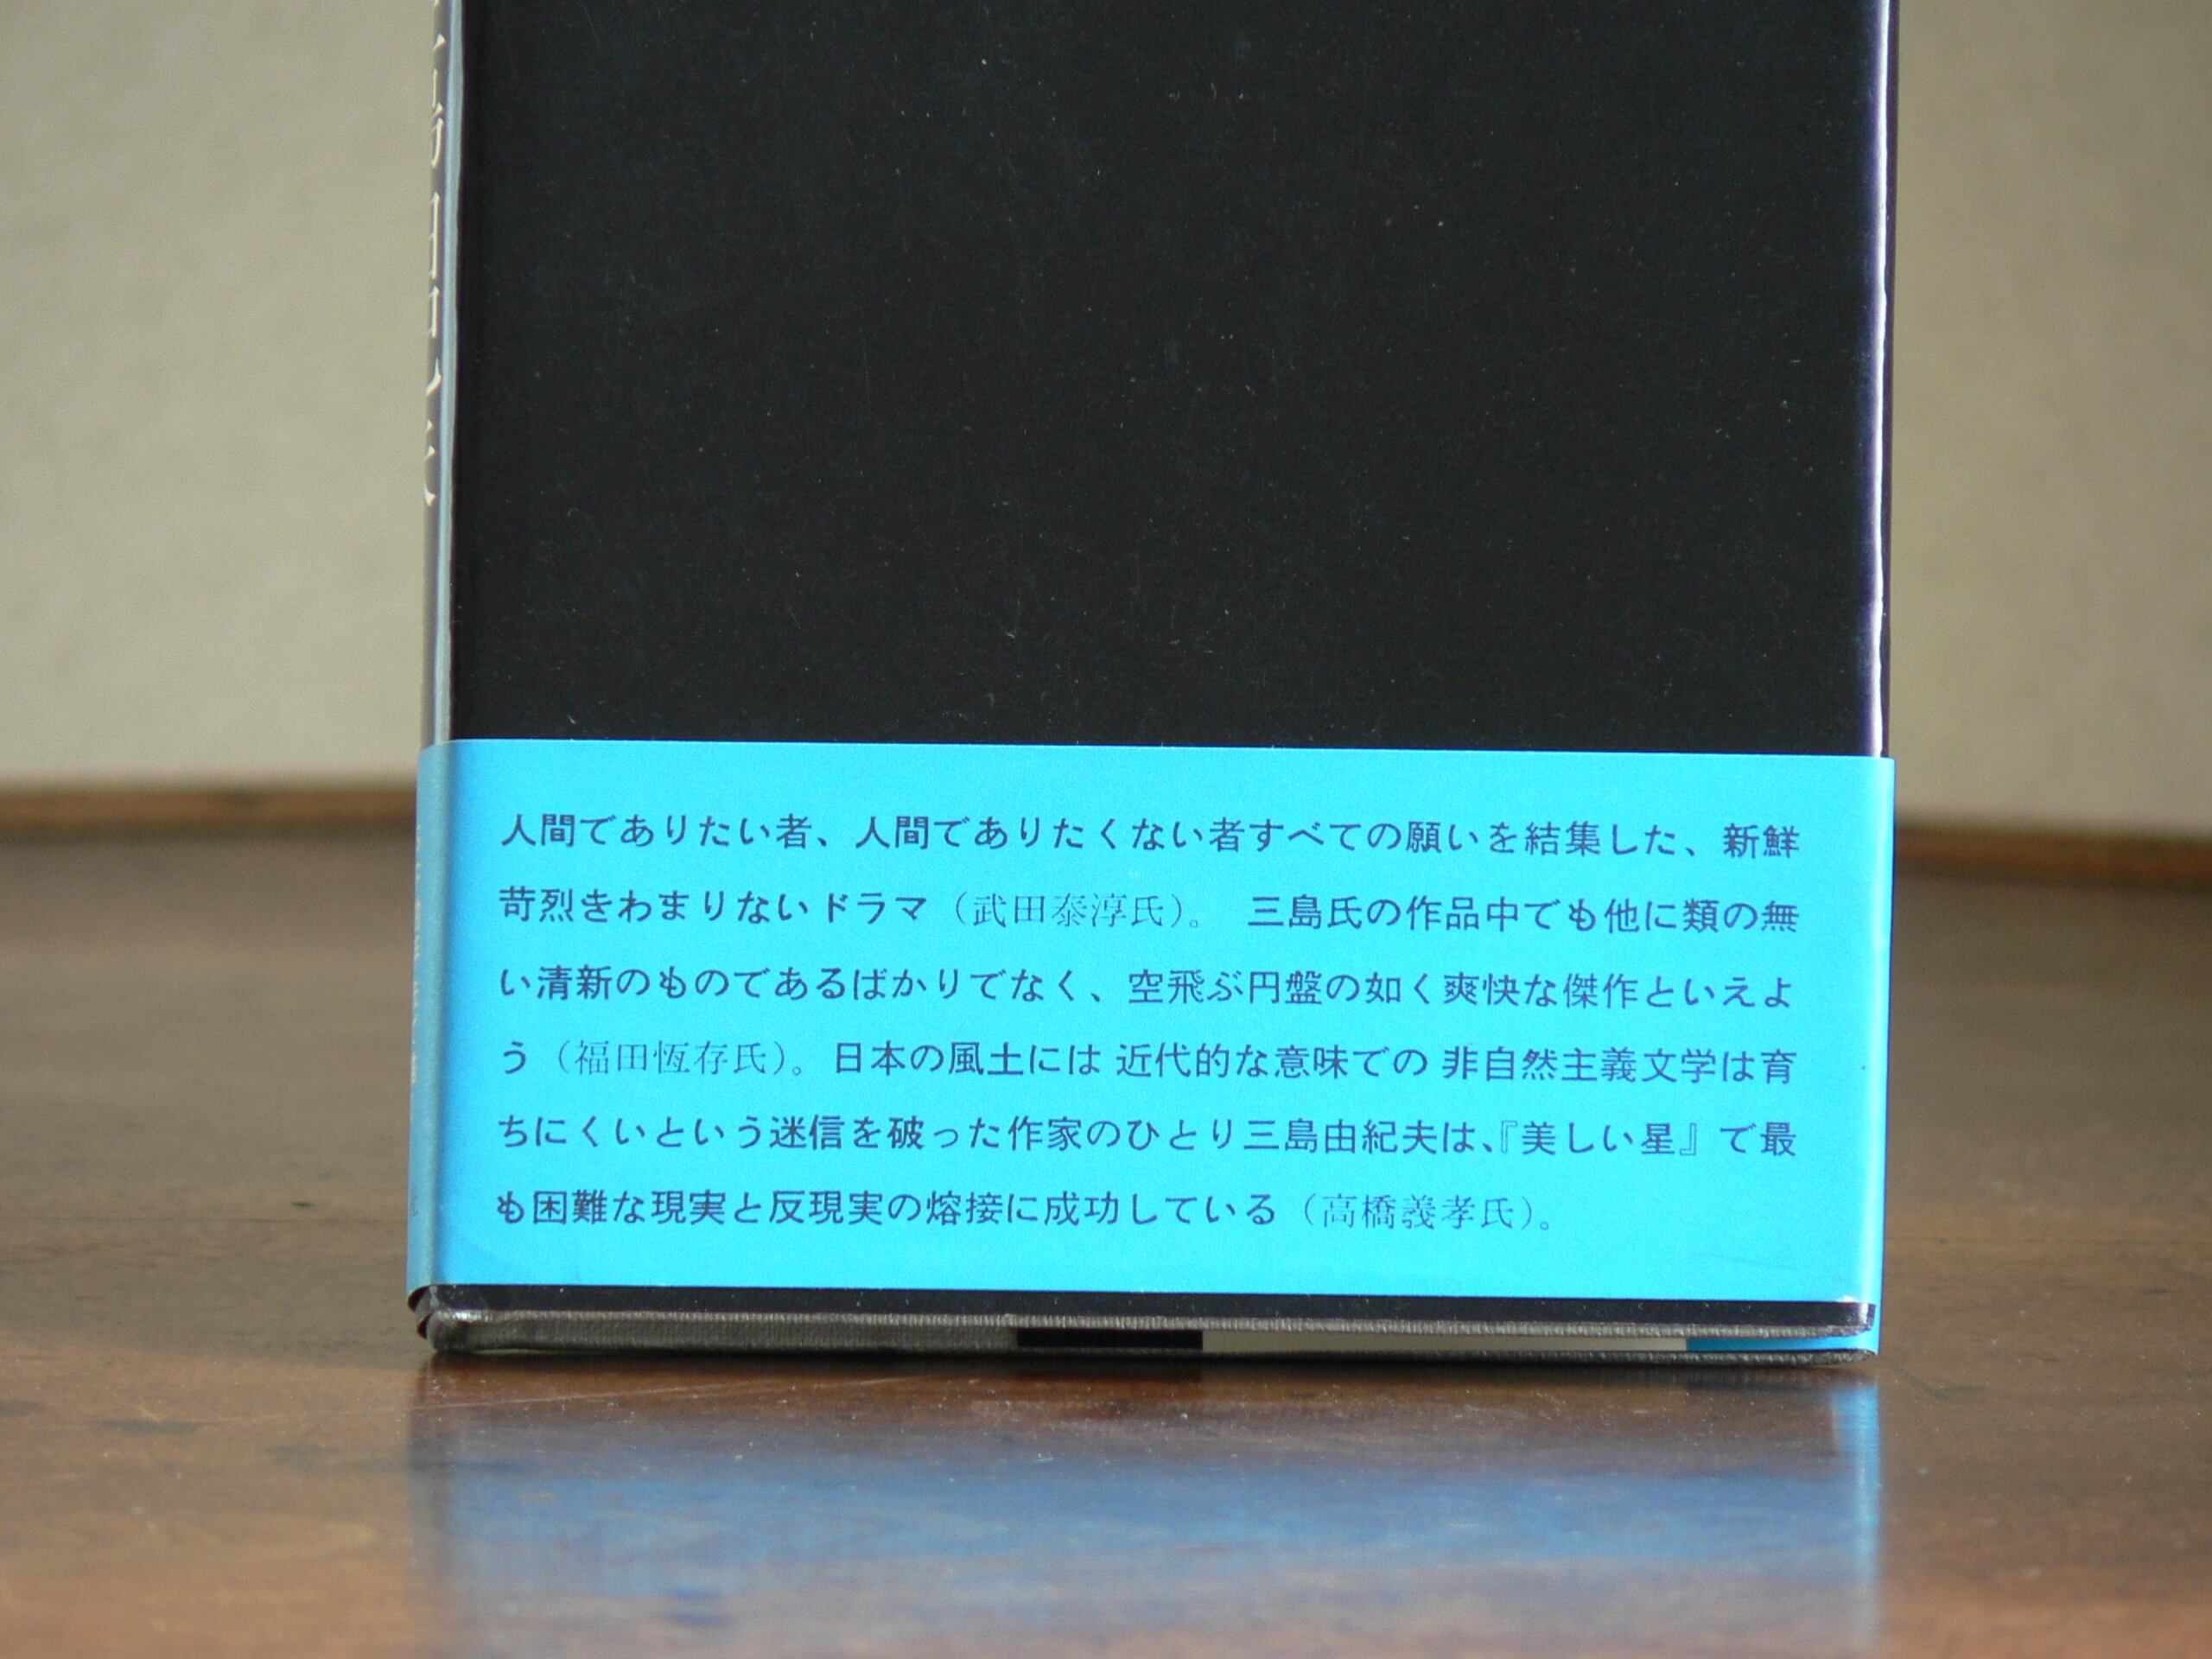 人間でありたい者、人間でありたくない者すべての願いを結集した、新鮮
苛烈きわまりないドラマ（武田泰淳氏）。 三島氏の作品中でも他に類の無
い清新のものであるばかりでなく、空飛ぶ円盤の如く爽快な傑作といえよ
う（福田恆存氏）。日本の風土には 近代的な意味での 非自然主義文学は育
ちにくいという迷信を破った作家のひとり三島由紀夫は、『美しい星』で最
も困難な現実と反現実の熔接に成功している（高橋義孝氏）。